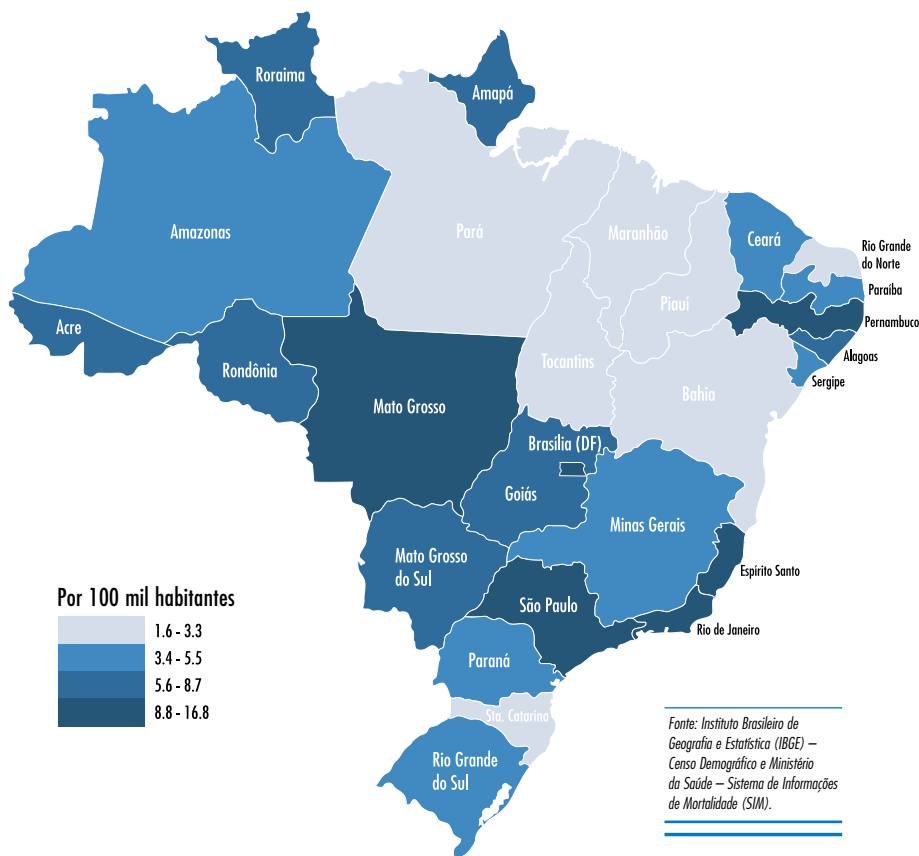 Roraima
Amapá
Amazonas
Pará
Maranhão
Ceará
Rio Grande
do Norte
Paraíba
Piauí
Pernambuco
Acre
Rondônia
Tocantins
Alagoas
Sergipe
Mato Grosso
Bahia
Brasília (DF)
Goiás
Minas Gerais
Mato Grosso
do Sul
Espírito Santo
São Paulo
Rio de Janeiro
Paraná
Sta. Catarina
Rio Grande
do Sul
Por 100 mil habitantes
1.6 - 3.3
3.4 - 5.5
5.6 - 8.7
8.8 - 16.8
Fonte: Instituto Brasileiro de
Geografia e Estatística (IBGE) –
Censo Demográfico e Ministério
da Saúde – Sistema de Informações
de Mortalidade (SIM).